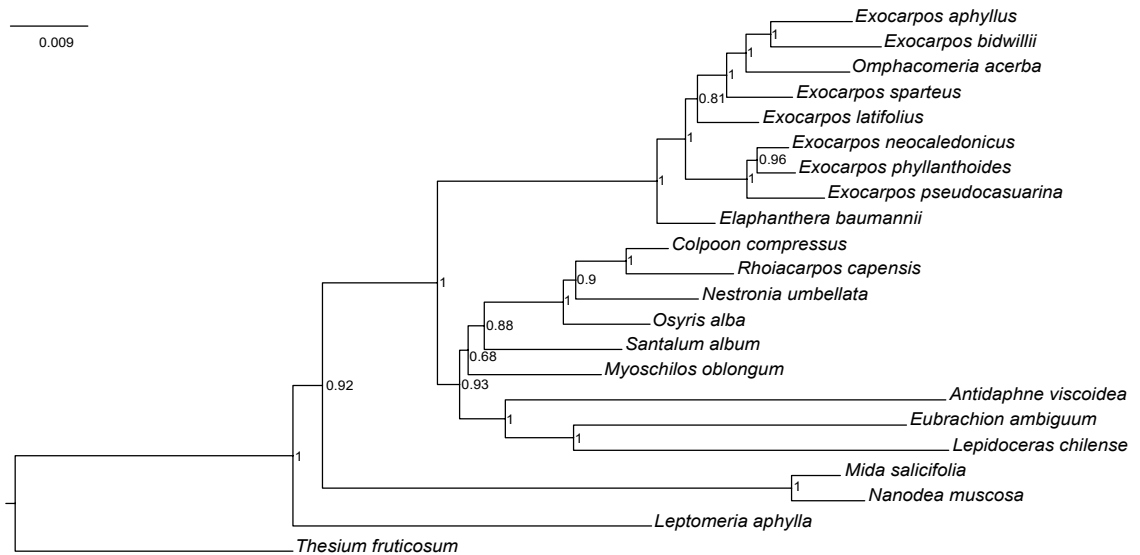 0.009
Exocarpos aphyllus
1
Exocarpos bidwillii
1
Omphacomeria acerba
1
Exocarpos sparteus
0.81
Exocarpos latifolius
1
Exocarpos neocaledonicus
0.96
Exocarpos phyllanthoides
1
Exocarpos pseudocasuarina
1
Elaphanthera baumannii
Colpoon compressus
1
Rhoiacarpos capensis
0.9
Nestronia umbellata
1
1
Osyris alba
0.88
Santalum album
0.68
Myoschilos oblongum
0.92
0.93
Antidaphne viscoidea
1
Eubrachion ambiguum
1
Lepidoceras chilense
1
Mida salicifolia
1
Nanodea muscosa
Leptomeria aphylla
Thesium fruticosum